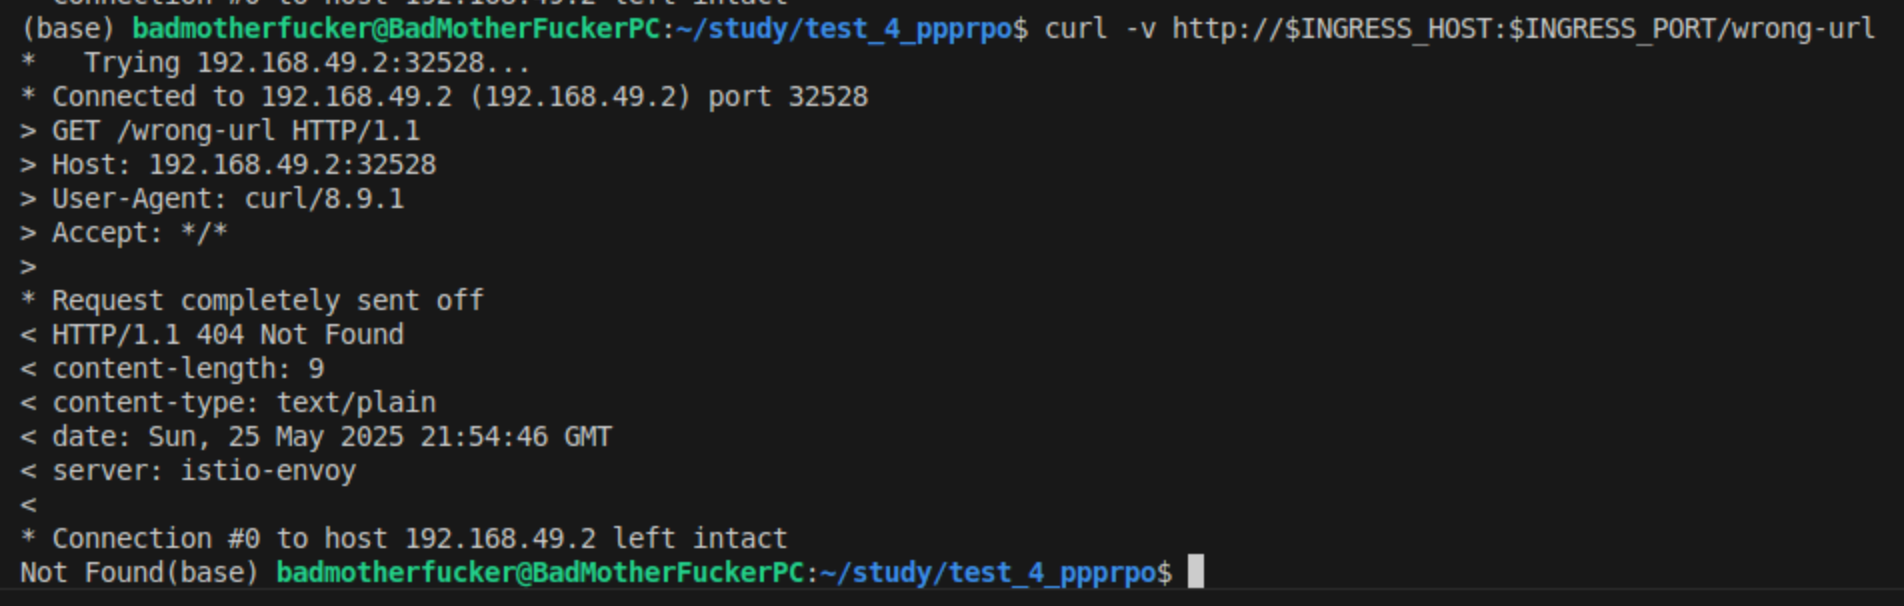 * Connection #0 to host 192.168.49.2 left intact
(base) badmotherfucker@BadMotherFuckerPC:~/study/test_4_ppprpo$ curl -v http://$INGRESS_HOST:$INGRESS_PORT/wrong-url
*   Trying 192.168.49.2:32528...
* Connected to 192.168.49.2 (192.168.49.2) port 32528
> GET /wrong-url HTTP/1.1
> Host: 192.168.49.2:32528
> User-Agent: curl/8.9.1
> Accept: */*
>
* Request completely sent off
< HTTP/1.1 404 Not Found
< content-length: 9
< content-type: text/plain
< date: Sun, 25 May 2025 21:54:46 GMT
< server: istio-envoy
<
* Connection #0 to host 192.168.49.2 left intact
Not Found(base) badmotherfucker@BadMotherFuckerPC:~/study/test_4_ppprpo$